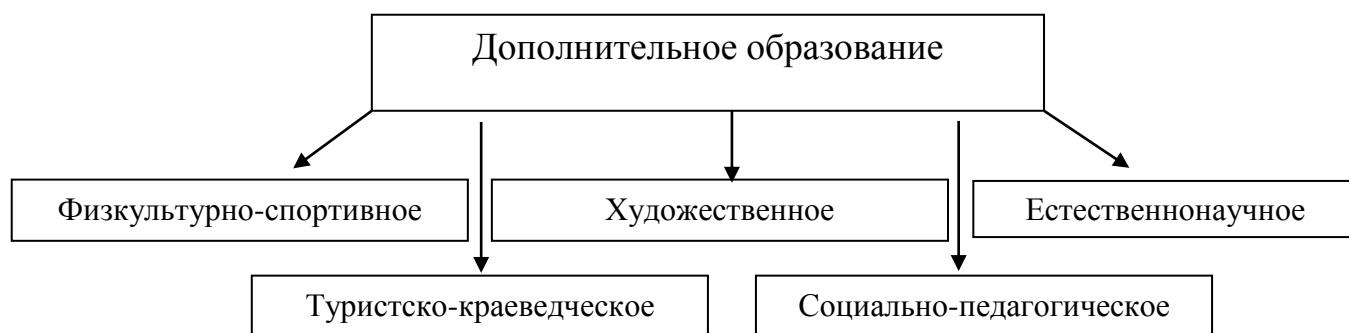 Дополнительное образование
Физкультурно-спортивное
Художественное
Естественнонаучное
Туристско-краеведческое
Социально-педагогическое